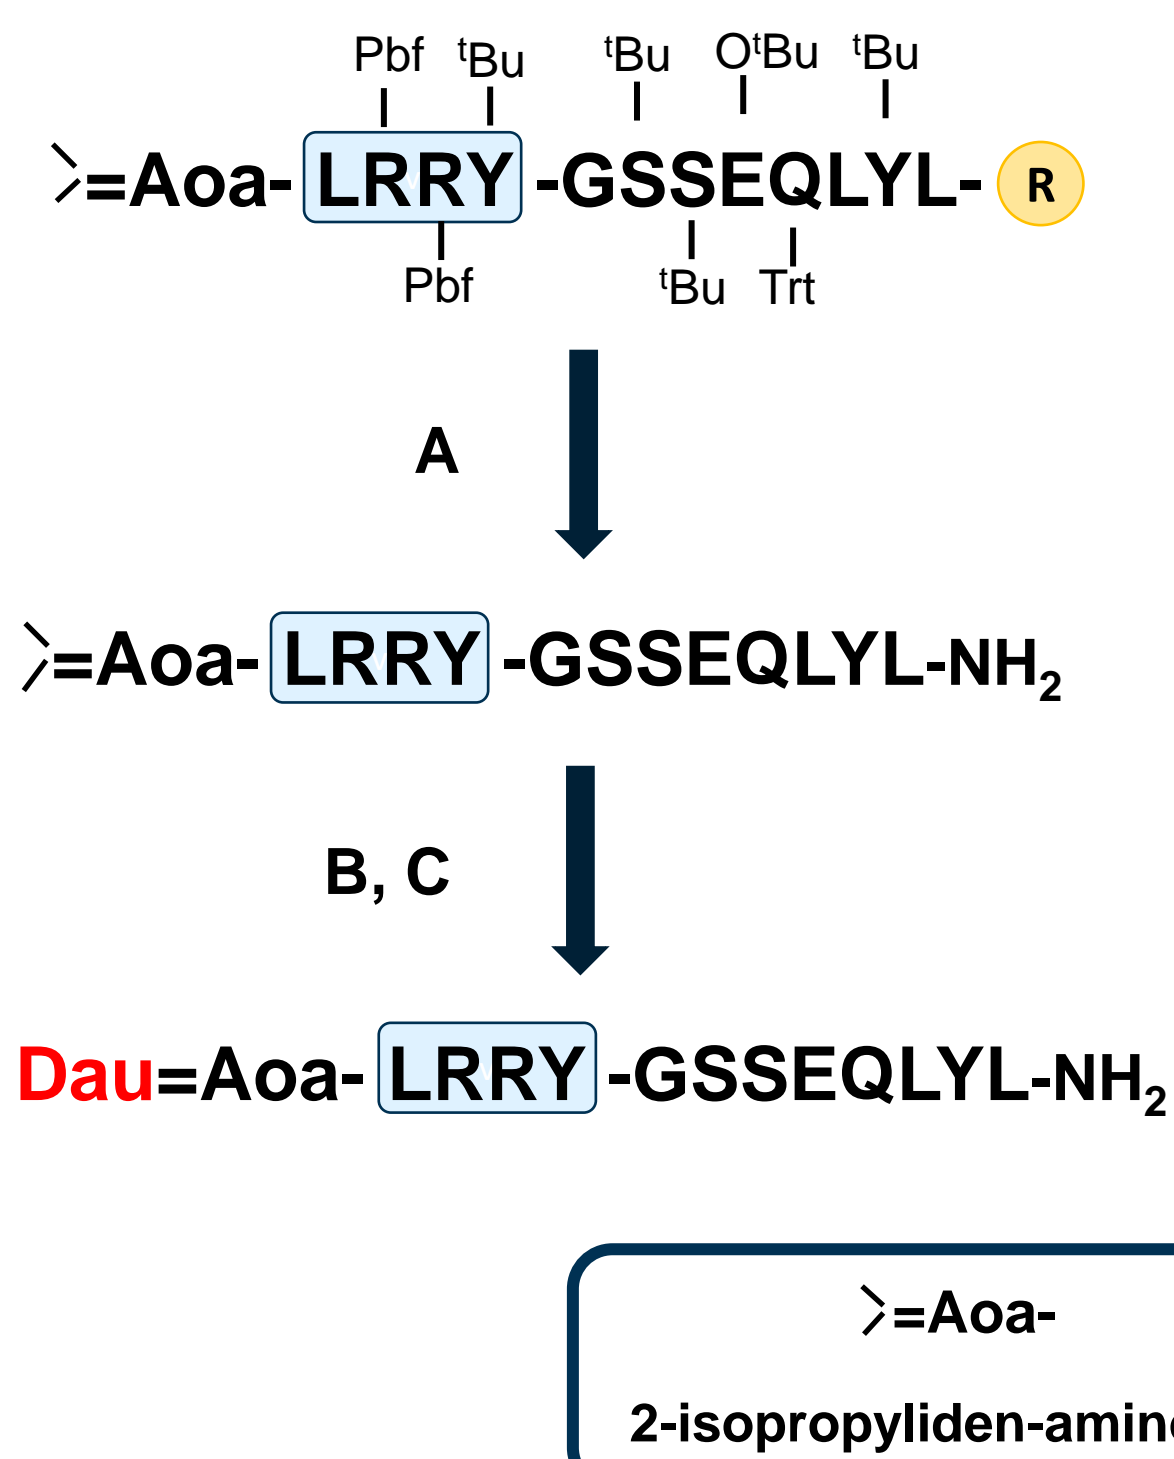 Pbf ᵗBu ᵗBu OᵗBu ᵗBu
=Aoa- LRRY -GSSEQLYL- R
Pbf ᵗBu Trt
A
=Aoa- LRRY -GSSEQLYL-NH₂
B, C
Dau=Aoa- LRRY -GSSEQLYL-NH₂
=Aoa-
2-isopropyliden-amin